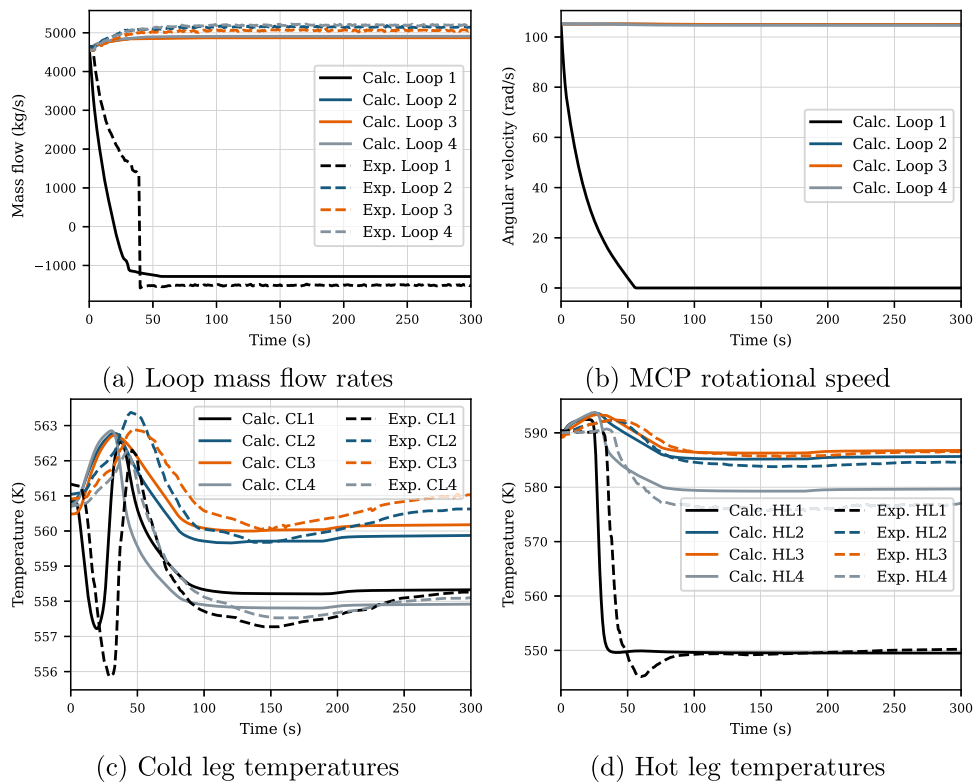 5000
4000
3000
2000
1000
0
−1000
Mass flow (kg/s)
Calc. Loop 1
Calc. Loop 2
Calc. Loop 3
Calc. Loop 4
Exp. Loop 1
Exp. Loop 2
Exp. Loop 3
Exp. Loop 4
0 50 100 150 200 250 300
Time (s)
(a) Loop mass flow rates
100
80
60
40
20
0
Angular velocity (rad/s)
Calc. Loop 1
Calc. Loop 2
Calc. Loop 3
Calc. Loop 4
0 50 100 150 200 250 300
Time (s)
(b) MCP rotational speed
563
562
561
560
559
558
557
556
Temperature (K)
Calc. CL1 Exp. CL1
Calc. CL2 Exp. CL2
Calc. CL3 Exp. CL3
Calc. CL4 Exp. CL4
0 50 100 150 200 250 300
Time (s)
(c) Cold leg temperatures
590
580
570
560
550
Temperature (K)
Calc. HL1 Exp. HL1
Calc. HL2 Exp. HL2
Calc. HL3 Exp. HL3
Calc. HL4 Exp. HL4
0 50 100 150 200 250 300
Time (s)
(d) Hot leg temperatures